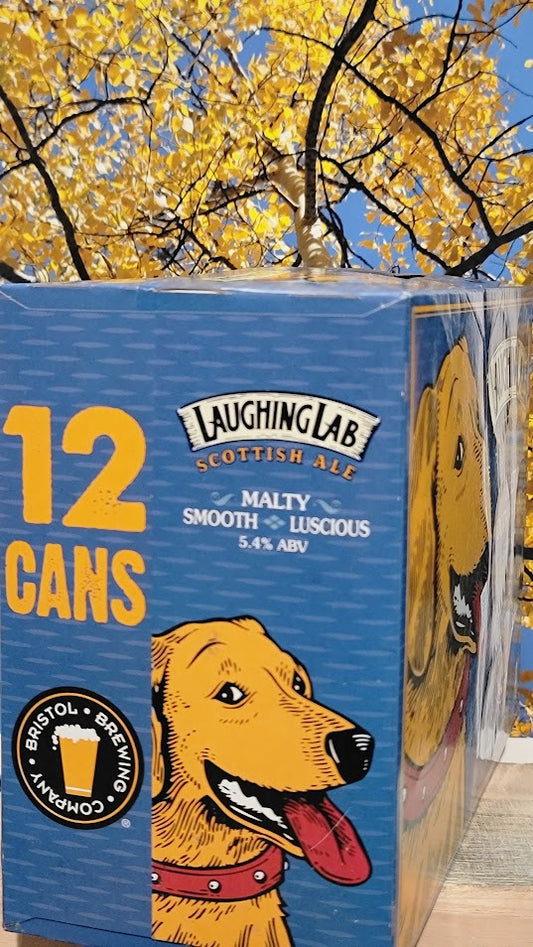 12
CANS
LAUGHING LAB
SCOTTISH ALE
MALTY
SMOOTH LUSCIOUS
5.4% ABV
BRISTOL • BREWING
COMPANY •
®